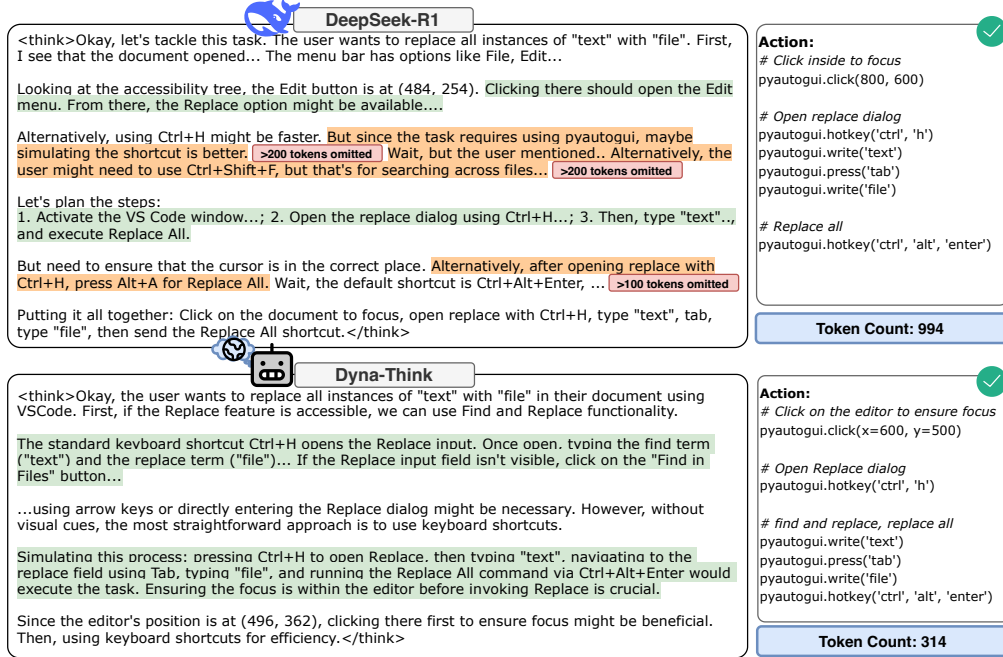 DeepSeek-R1
<think>Okay, let's tackle this task. The user wants to replace all instances of "text" with "file". First,
I see that the document opened... The menu bar has options like File, Edit...
Looking at the accessibility tree, the Edit button is at (484, 254). Clicking there should open the Edit
menu. From there, the Replace option might be available....
Alternatively, using Ctrl+H might be faster. But since the task requires using pyautogui, maybe
simulating the shortcut is better. >200 tokens omitted Wait, but the user mentioned.. Alternatively, the
user might need to use Ctrl+Shift+F, but that's for searching across files... >200 tokens omitted
Let's plan the steps:
1. Activate the VS Code window...; 2. Open the replace dialog using Ctrl+H...; 3. Then, type "text"..,
and execute Replace All.
But need to ensure that the cursor is in the correct place. Alternatively, after opening replace with
Ctrl+H, press Alt+A for Replace All. Wait, the default shortcut is Ctrl+Alt+Enter, ... >100 tokens omitted
Putting it all together: Click on the document to focus, open replace with Ctrl+H, type "text", tab,
type "file", then send the Replace All shortcut.</think>
Action:
# Click inside to focus
pyautogui.click(800, 600)
# Open replace dialog
pyautogui.hotkey('ctrl', 'h')
pyautogui.write('text')
pyautogui.press('tab')
pyautogui.write('file')
# Replace all
pyautogui.hotkey('ctrl', 'alt', 'enter')
Token Count: 994
Dyna-Think
<think>Okay, the user wants to replace all instances of "text" with "file" in their document using
VSCode. First, if the Replace feature is accessible, we can use Find and Replace functionality.
The standard keyboard shortcut Ctrl+H opens the Replace input. Once open, typing the find term
("text") and the replace term ("file")... If the Replace input field isn't visible, click on the "Find in
Files" button...
...using arrow keys or directly entering the Replace dialog might be necessary. However, without
visual cues, the most straightforward approach is to use keyboard shortcuts.
Simulating this process: pressing Ctrl+H to open Replace, then typing "text", navigating to the
replace field using Tab, typing "file", and running the Replace All command via Ctrl+Alt+Enter would
execute the task. Ensuring the focus is within the editor before invoking Replace is crucial.
Since the editor's position is at (496, 362), clicking there first to ensure focus might be beneficial.
Then, using keyboard shortcuts for efficiency.</think>
Action:
# Click on the editor to ensure focus
pyautogui.click(x=600, y=500)
# Open Replace dialog
pyautogui.hotkey('ctrl', 'h')
# find and replace, replace all
pyautogui.write('text')
pyautogui.press('tab')
pyautogui.write('file')
pyautogui.hotkey('ctrl', 'alt', 'enter')
Token Count: 314